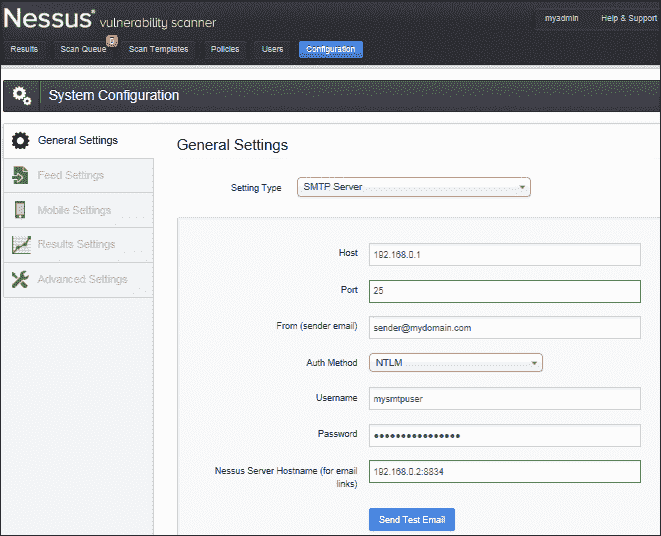 Nessus® vulnerability scanner
myadmin
Help & Support
Results
Scan Queue 0
Scan Templates
Policies
Users
Configuration
System Configuration
General Settings
Feed Settings
Mobile Settings
Results Settings
Advanced Settings
General Settings
Setting Type
SMTP Server
Host
192.168.0.1
Port
25
From (sender email)
sender@mydomain.com
Auth Method
NTLM
Username
mysmtpuser
Password
••••••••••••••••
Nessus Server Hostname (for email
links)
192.168.0.2:8834
Send Test Email